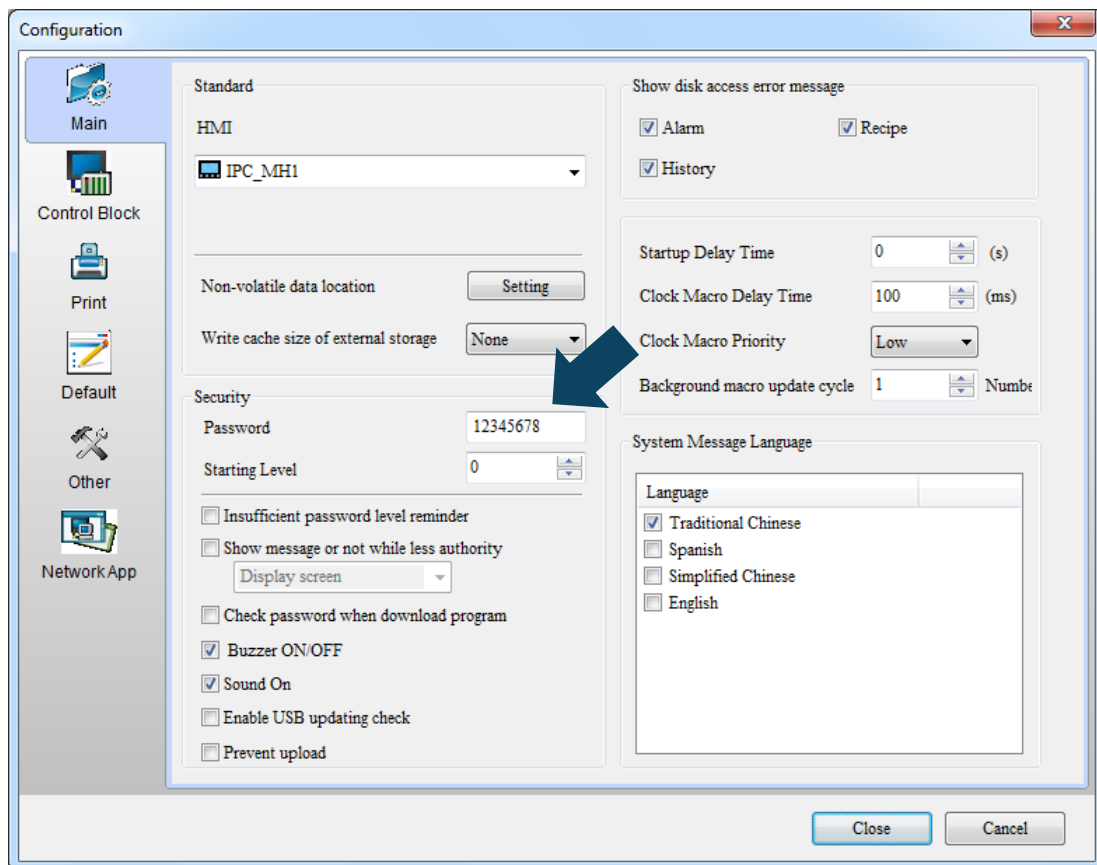 Configuration
Main
Control Block
Print
Default
Other
Network App
Standard
HMI
IPC_MH1
Non-volatile data location
Setting
Write cache size of external storage
None
Security
Password
12345678
Starting Level
0
Insufficient password level reminder
Show message or not while less authority
Display screen
Check password when download program
Buzzer ON/OFF
Sound On
Enable USB updating check
Prevent upload
Show disk access error message
Alarm
Recipe
History
Startup Delay Time
0
(s)
Clock Macro Delay Time
100
(ms)
Clock Macro Priority
Low
Background macro update cycle
1
Numbe
System Message Language
Language
Traditional Chinese
Spanish
Simplified Chinese
English
Close
Cancel